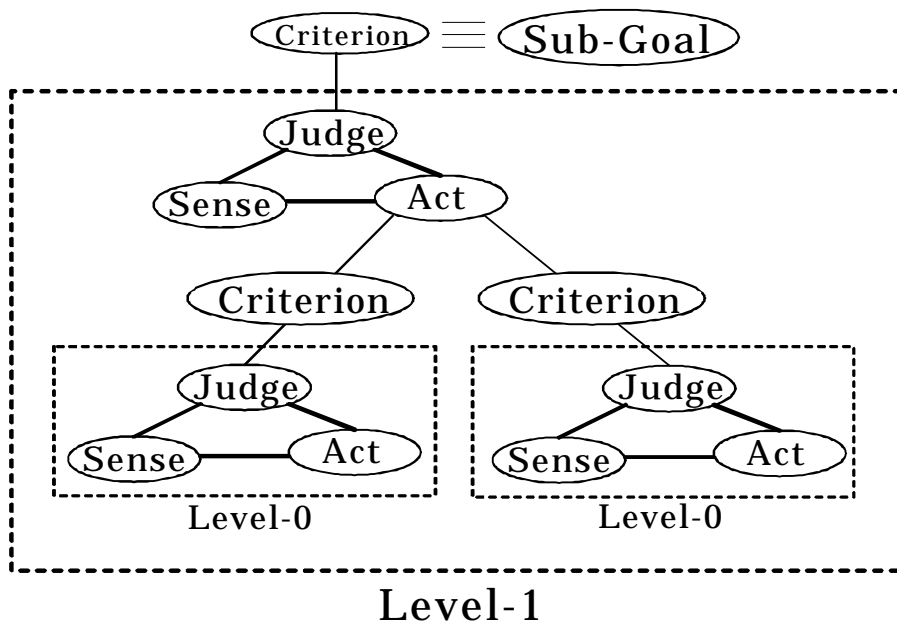 Criterion Sub-Goal
Judge
Sense Act
Criterion Criterion
Judge Judge
Sense Act Sense Act
Level-0 Level-0
Level-1